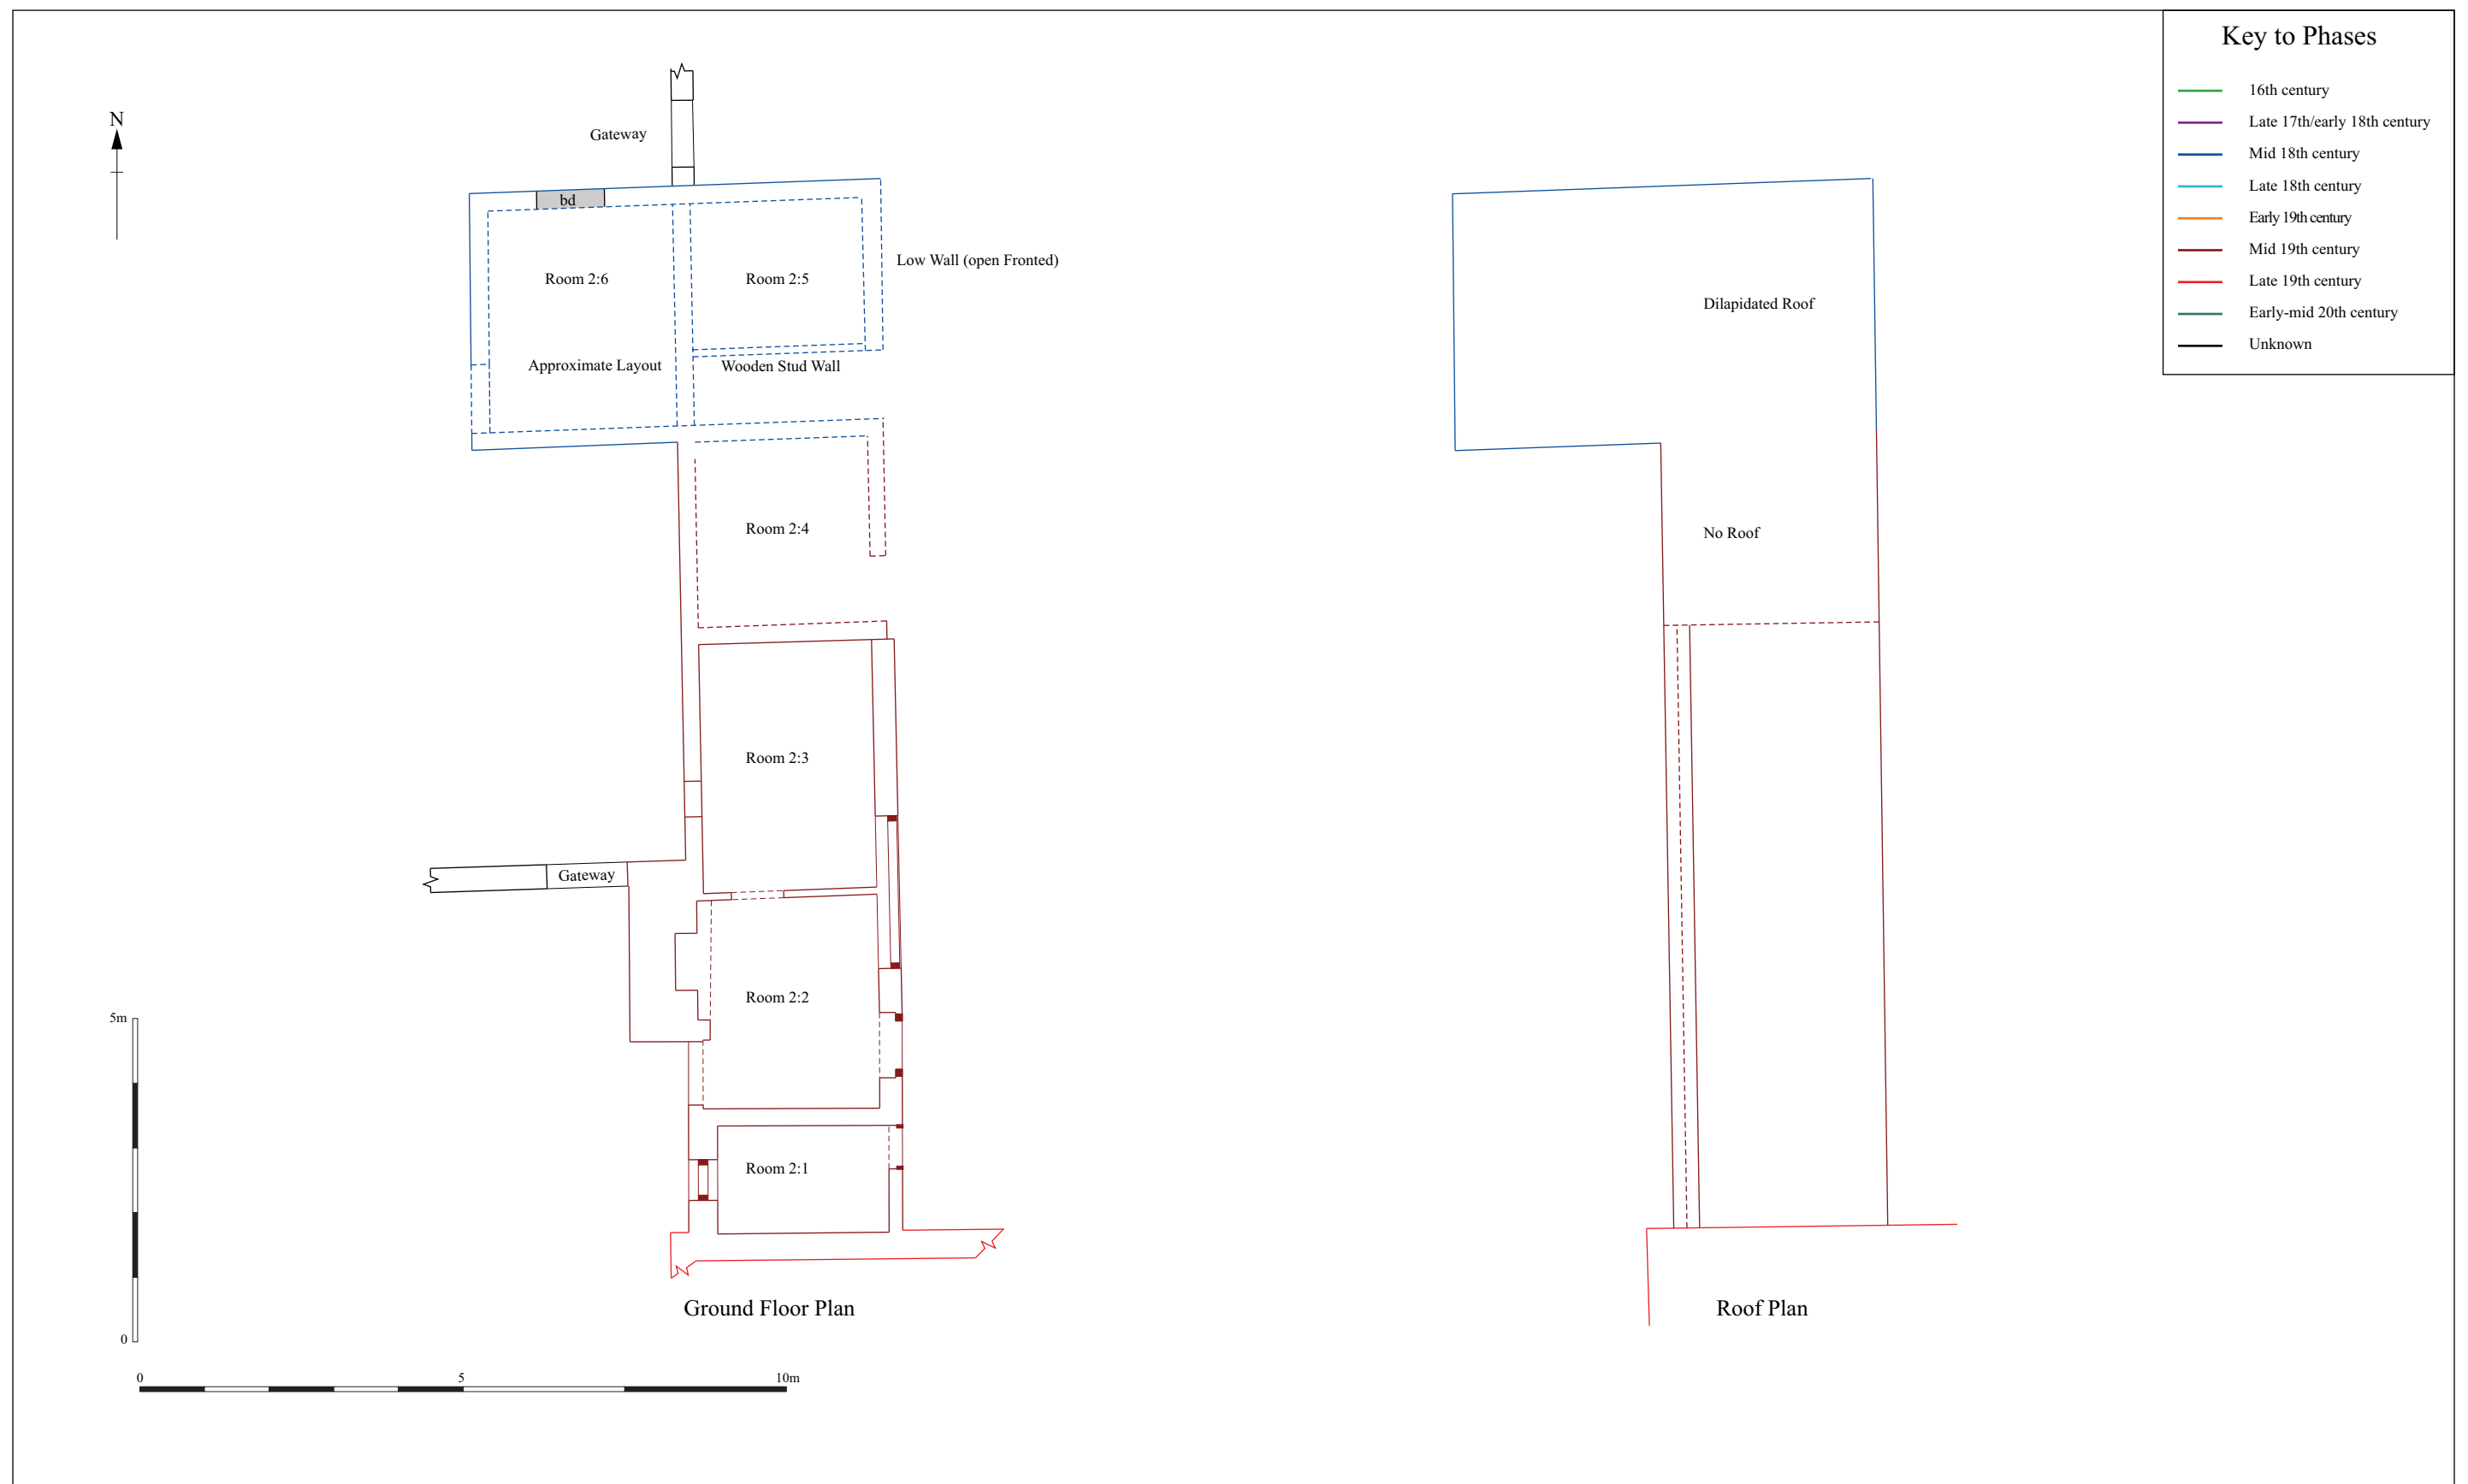 Key to Phases
16th century
Late 17th/early 18th century
Mid 18th century
Late 18th century
Early 19th century
Mid 19th century
Late 19th century
Early-mid 20th century
Unknown
N
Gateway
bd
Low Wall (open Fronted)
Room 2:6
Room 2:5
Approximate Layout
Wooden Stud Wall
Room 2:4
Room 2:3
Gateway
Room 2:2
Room 2:1
Ground Floor Plan
Dilapidated Roof
No Roof
Roof Plan
5m
0
0
5
10m